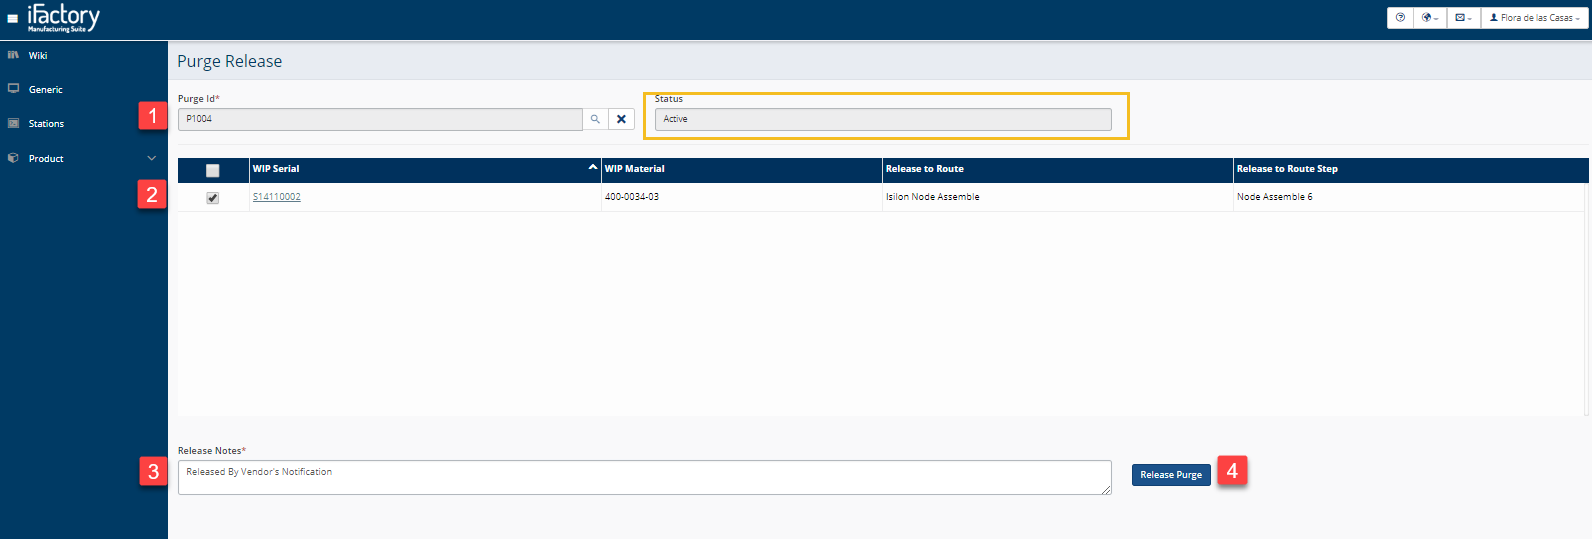 iFactory
Manufacturing Suite
Flora de las Casas
Wiki
Generic
Stations
Product
Purge Release
Purge Id*
Status
1
P1004
Active
WIP Serial
WIP Material
Release to Route
Release to Route Step
2
S14110002
400-0034-03
Isilon Node Assemble
Node Assemble 6
Release Notes*
3
Released By Vendor's Notification
Release Purge
4